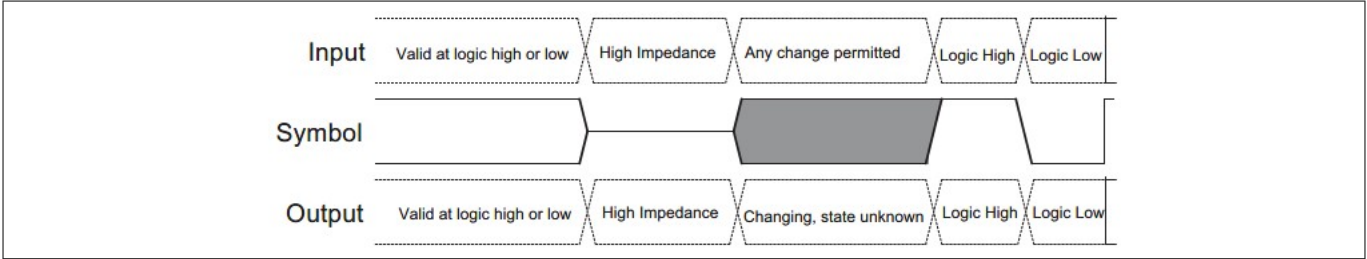 Input Valid at logic high or low High Impedance Any change permitted Logic High Logic Low
Symbol
Output Valid at logic high or low High Impedance Changing, state unknown Logic High Logic Low